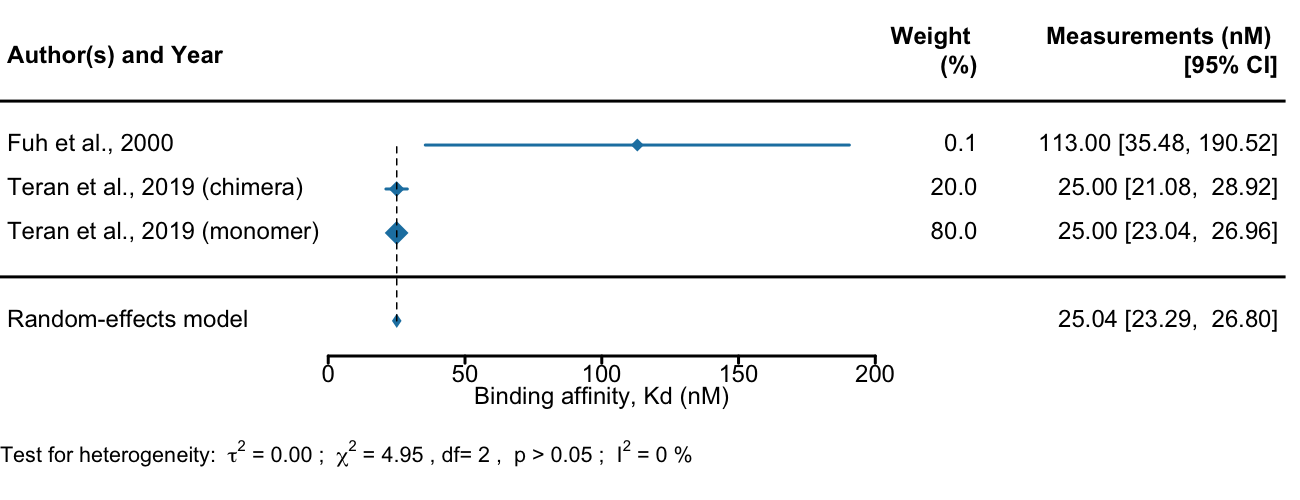 Author(s) and Year
Weight (%)
Measurements (nM) [95% CI]
Fuh et al., 2000 0.1 113.00 [35.48, 190.52]
Teran et al., 2019 (chimera) 20.0 25.00 [21.08, 28.92]
Teran et al., 2019 (monomer) 80.0 25.00 [23.04, 26.96]
Random-effects model 25.04 [23.29, 26.80]
0 50 100 150 200
Binding affinity, Kd (nM)
Test for heterogeneity: τ² = 0.00 ; χ² = 4.95 , df= 2 , p > 0.05 ; I² = 0 %